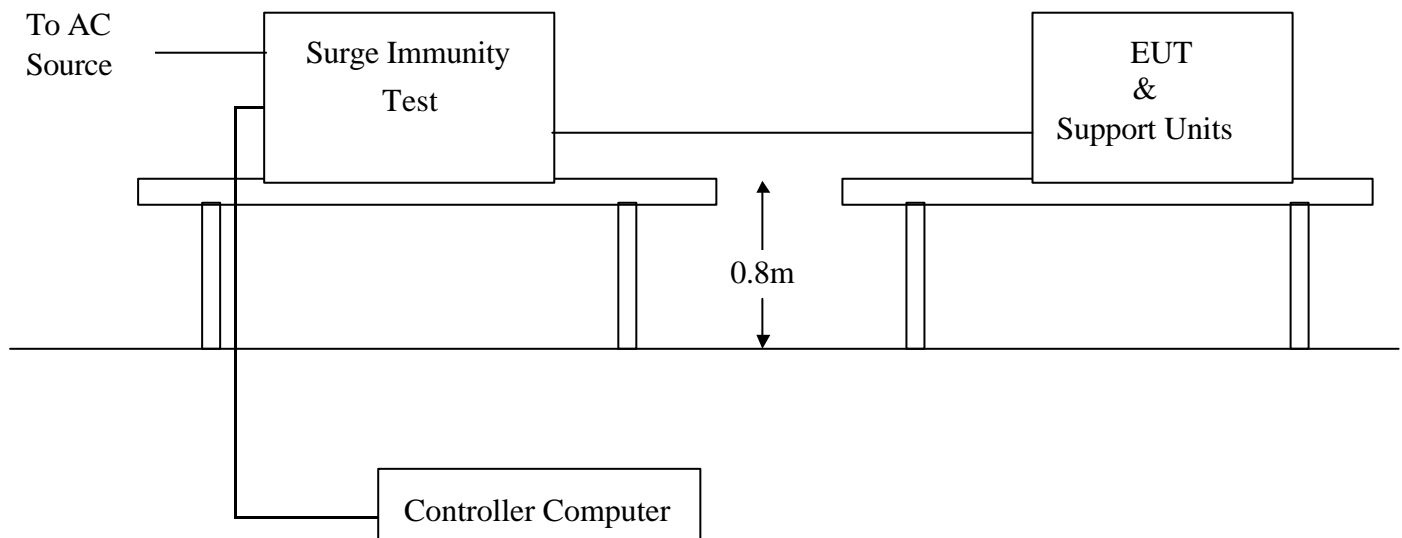 To AC
Source
Surge Immunity
Test
EUT
&
Support Units
0.8m
Controller Computer